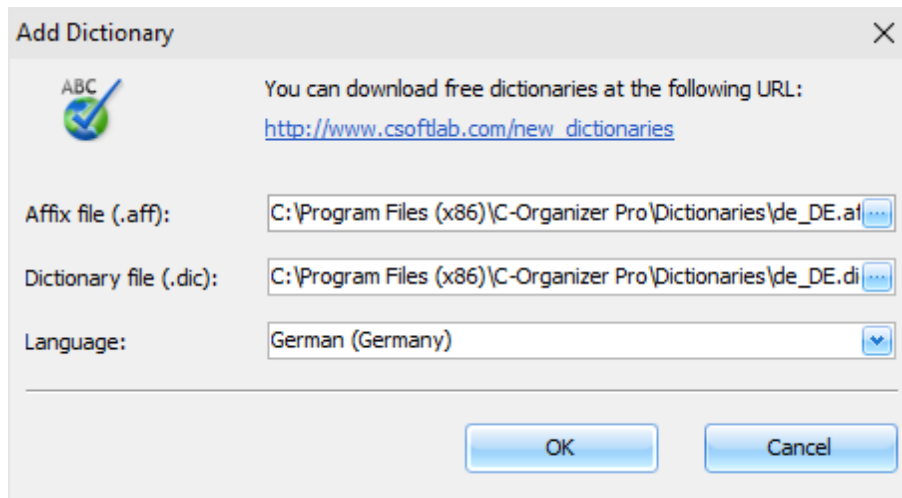 Add Dictionary
ABC
You can download free dictionaries at the following URL:
http://www.csoftlab.com/new_dictionaries
Affix file (.aff): C:\Program Files (x86)\C-Organizer Pro\Dictionaries\de_DE.af
Dictionary file (.dic): C:\Program Files (x86)\C-Organizer Pro\Dictionaries\de_DE.di
Language: German (Germany)
OK Cancel